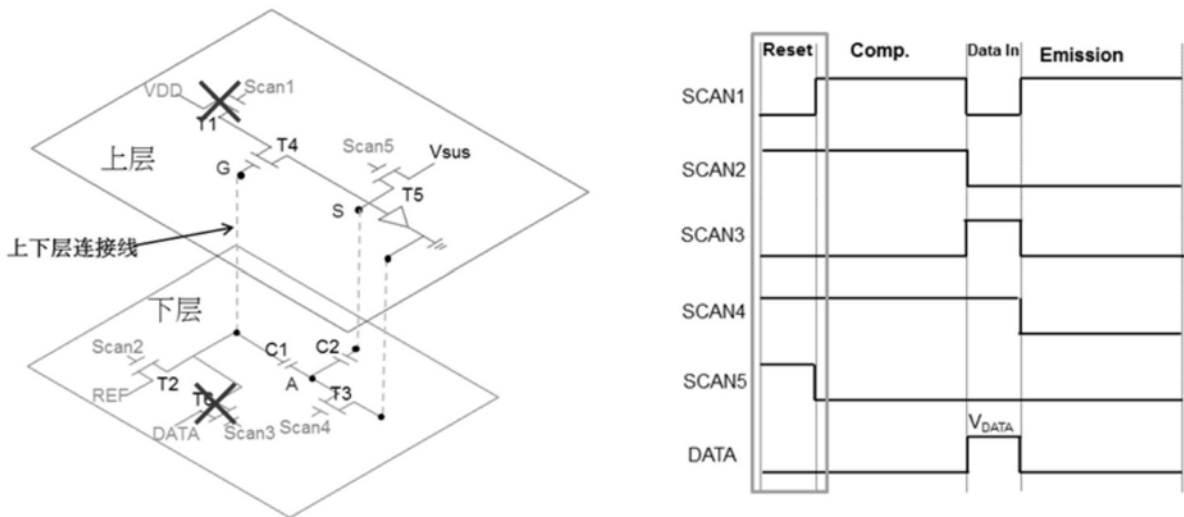 VDD
Scan1
T1
上层
G
T4
Scan5
Vsus
T5
S
上下层连接线
下层
Scan2
T2
REF
C1
C2
A
T3
T6
DATA
Scan3
Scan4
Reset
Comp.
Data In
Emission
SCAN1
SCAN2
SCAN3
SCAN4
SCAN5
VDATA
DATA